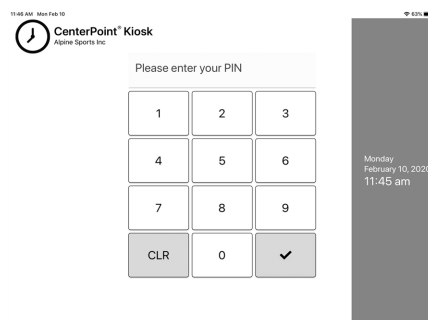 11:46 AM Mon Feb 10
63%
CenterPoint® Kiosk
Alpine Sports Inc
Please enter your PIN
1 2 3
4 5 6
7 8 9
CLR 0
Monday
February 10, 2020
11:45 am